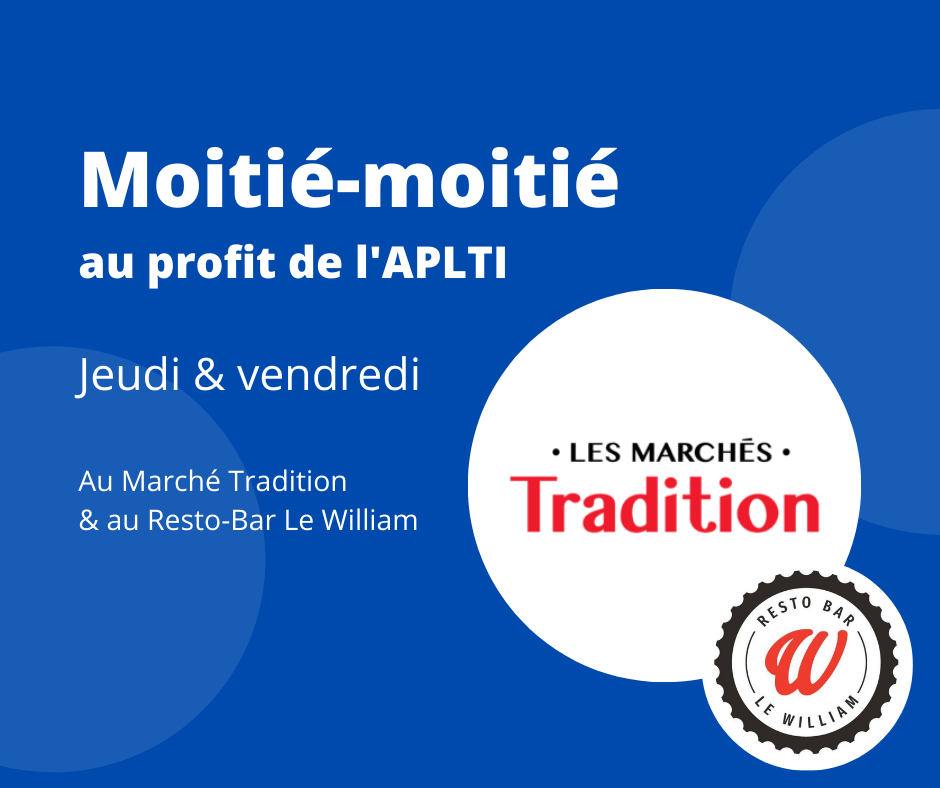 Moitié-moitié
au profit de l'APLTI
Jeudi & vendredi
Au Marché Tradition
& au Resto-Bar Le William
• LES MARCHÉS •
Tradition
RESTO BAR
W
LE WILLIAM